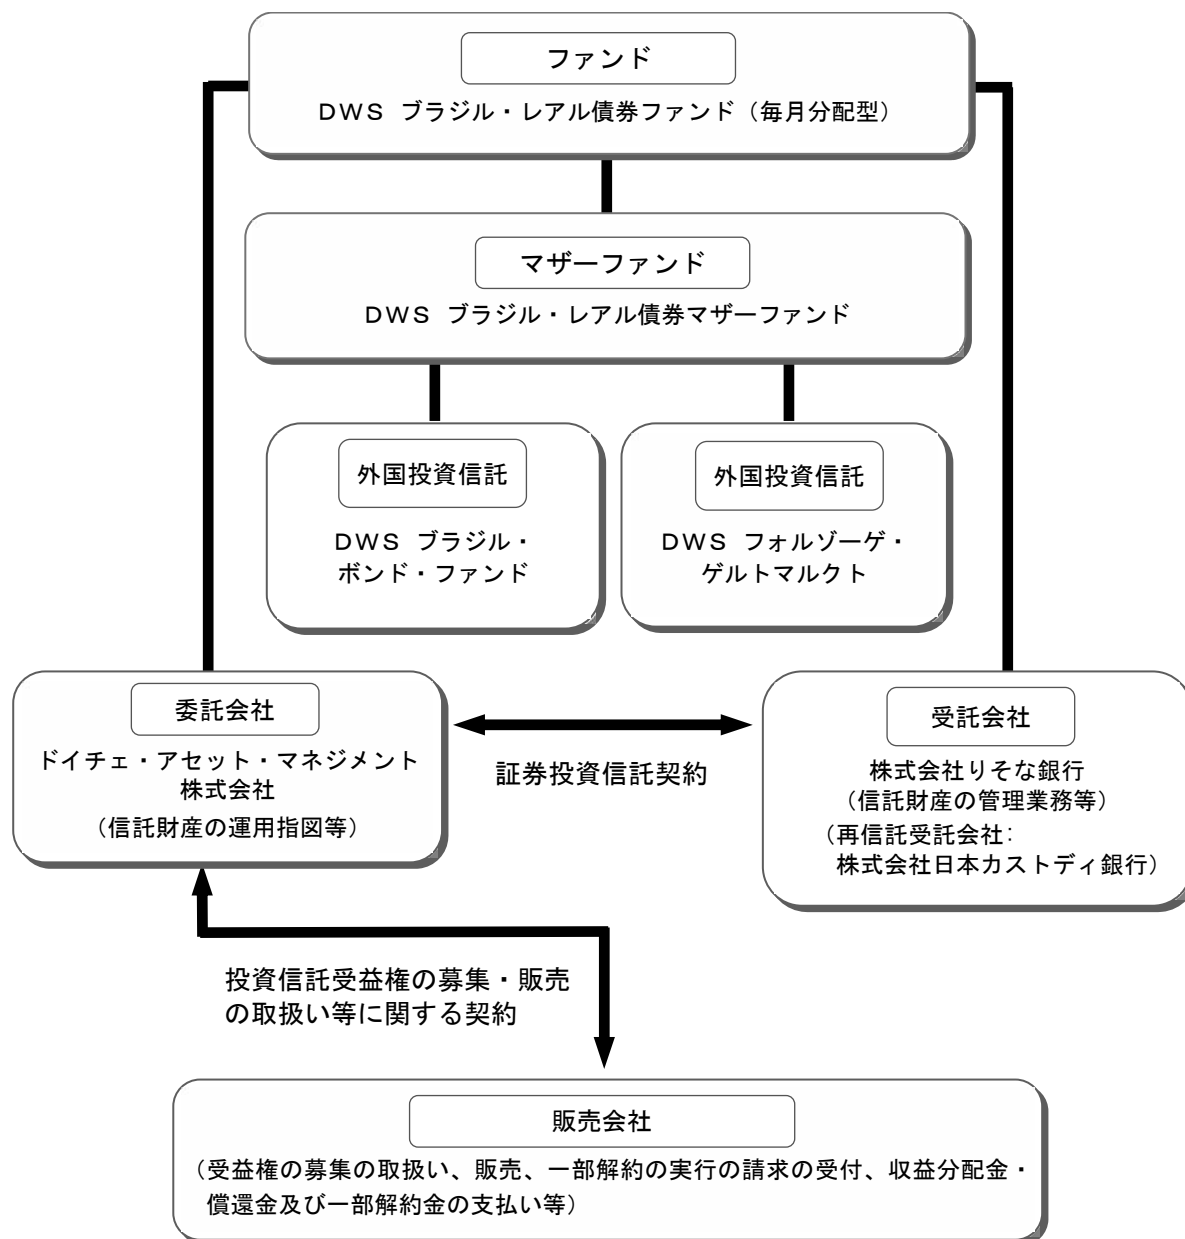 ファンド
ＤＷＳ ブラジル・レアル債券ファンド（毎月分配型）
マザーファンド
ＤＷＳ ブラジル・レアル債券マザーファンド
外国投資信託
ＤＷＳ ブラジル・
ボンド・ファンド
外国投資信託
ＤＷＳ フォルゾーゲ・
ゲルトマルクト
委託会社
ドイチェ・アセット・マネジメント
株式会社
（信託財産の運用指図等）
証券投資信託契約
受託会社
株式会社りそな銀行
（信託財産の管理業務等）
（再信託受託会社：
株式会社日本カストディ銀行）
投資信託受益権の募集・販売
の取扱い等に関する契約
販売会社
（受益権の募集の取扱い、販売、一部解約の実行の請求の受付、収益分配金・
償還金及び一部解約金の支払い等）